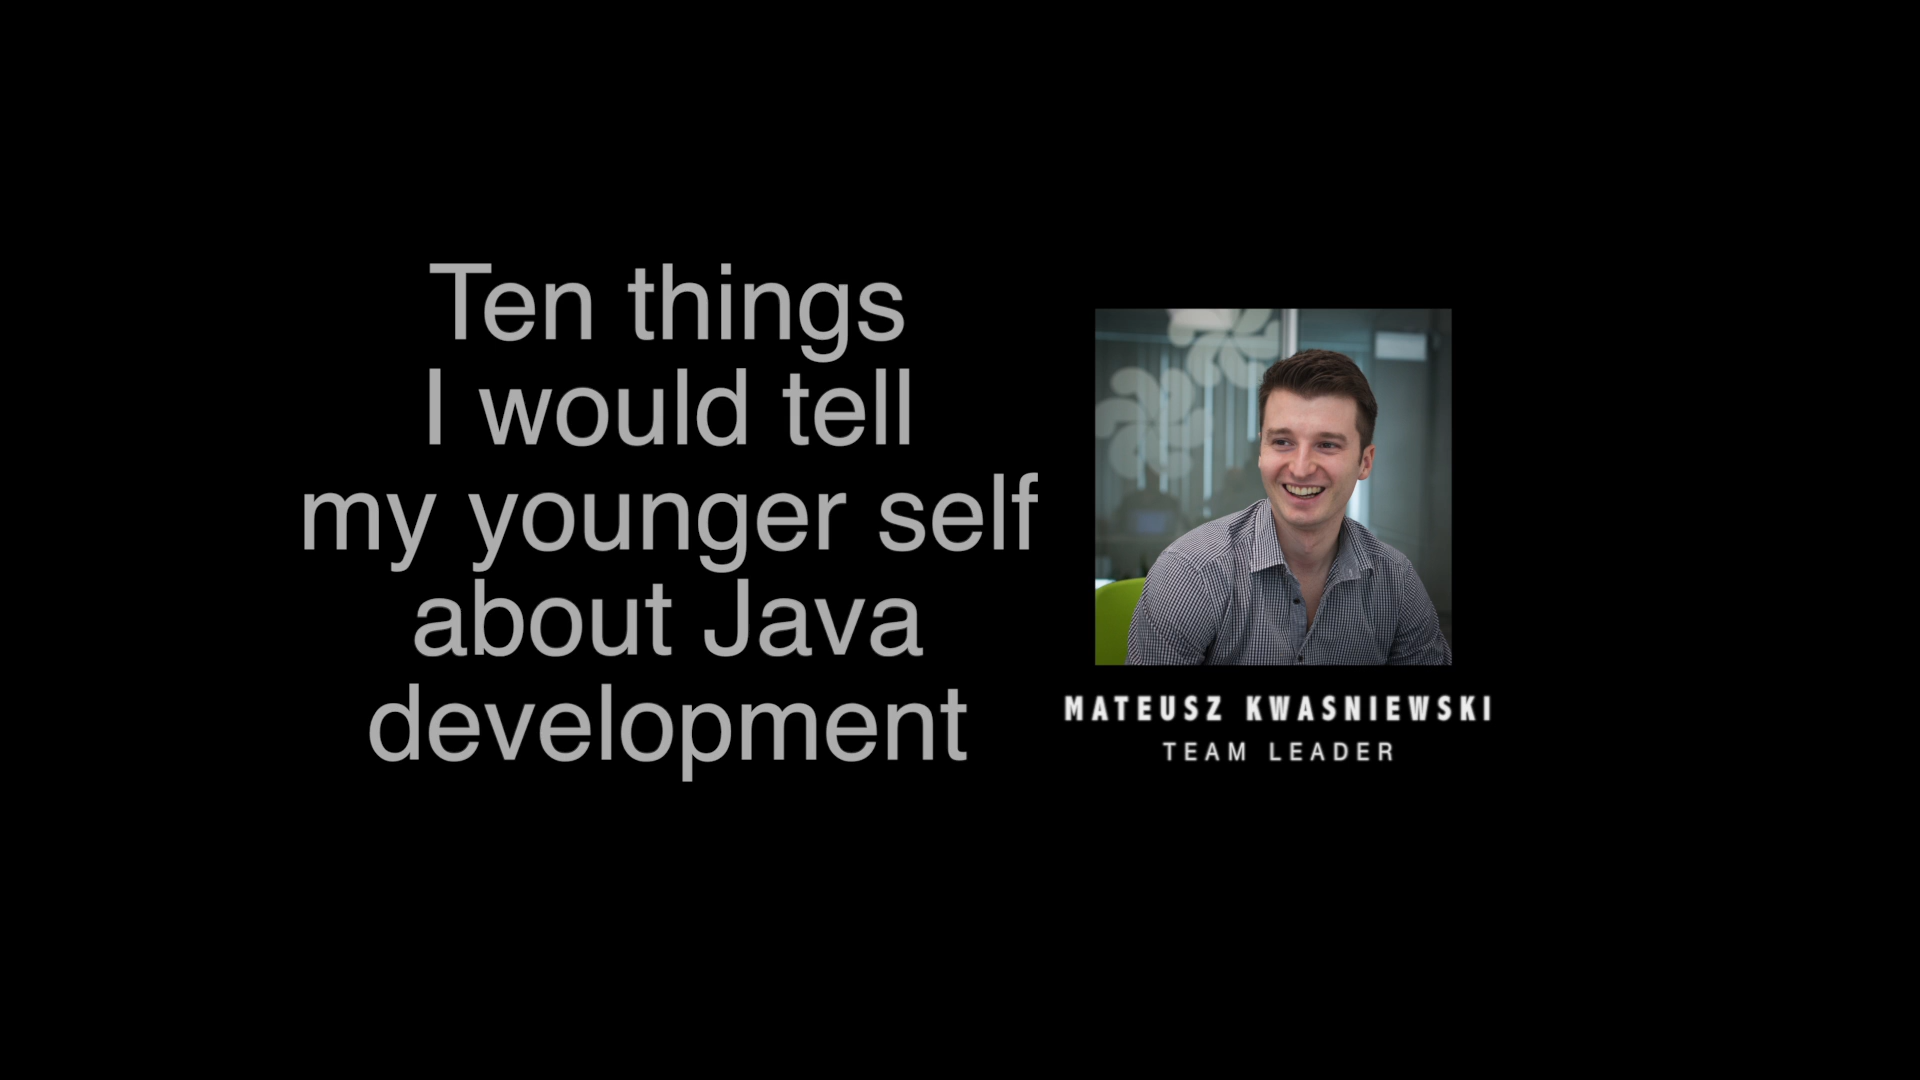 Ten things
I would tell
my younger self
about Java
development
MATEUSZ KWASNIEWSKI
TEAM LEADER